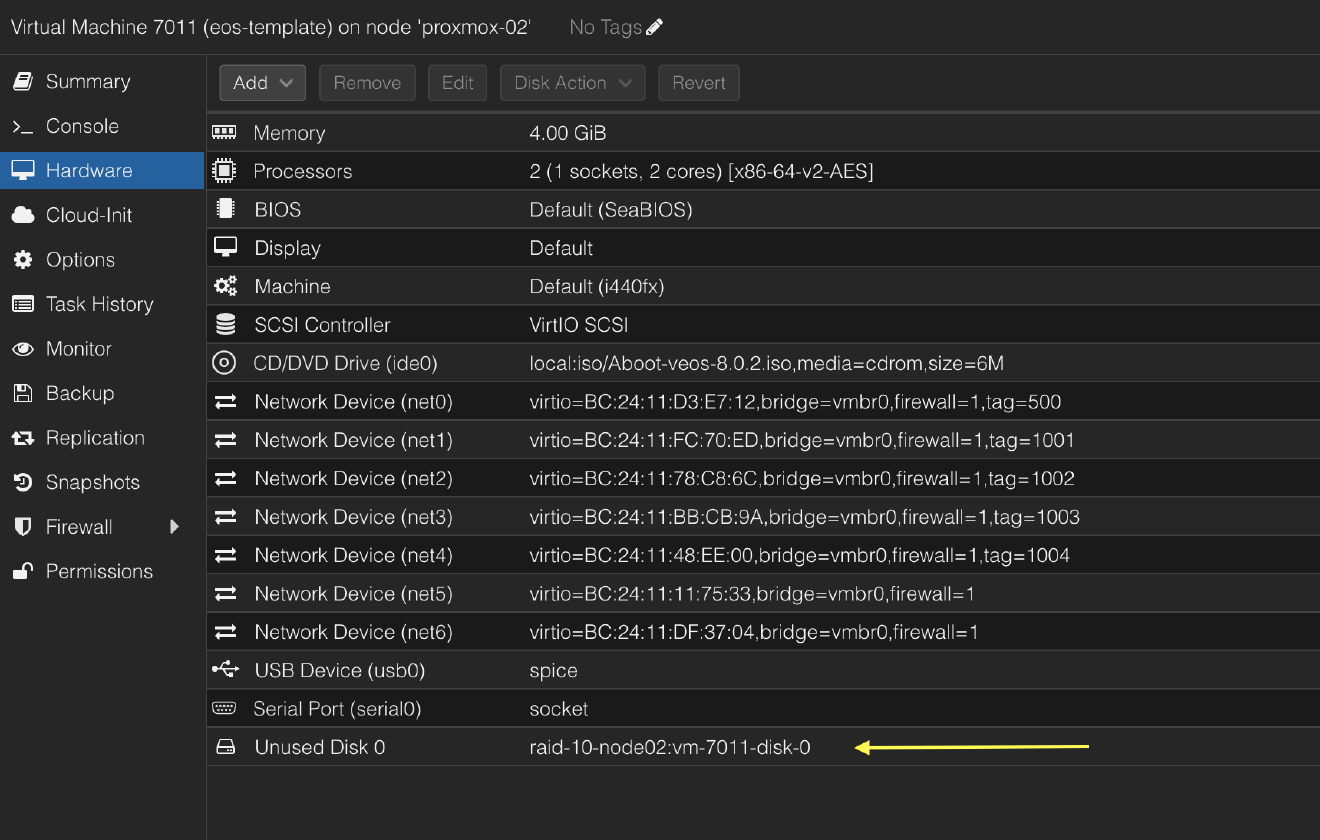 Virtual Machine 7011 (eos-template) on node 'proxmox-02' No Tags
Summary
Console
Hardware
Cloud-Init
Options
Task History
Monitor
Backup
Replication
Snapshots
Firewall
Permissions
Add Remove Edit Disk Action Revert
Memory 4.00 GiB
Processors 2 (1 sockets, 2 cores) [x86-64-v2-AES]
BIOS Default (SeaBIOS)
Display Default
Machine Default (i440fx)
SCSI Controller VirtIO SCSI
CD/DVD Drive (ide0) local:iso/Aboot-veos-8.0.2.iso,media=cdrom,size=6M
Network Device (net0) virtio=BC:24:11:D3:E7:12,bridge=vmbr0,firewall=1,tag=500
Network Device (net1) virtio=BC:24:11:FC:70:ED,bridge=vmbr0,firewall=1,tag=1001
Network Device (net2) virtio=BC:24:11:78:C8:6C,bridge=vmbr0,firewall=1,tag=1002
Network Device (net3) virtio=BC:24:11:BB:CB:9A,bridge=vmbr0,firewall=1,tag=1003
Network Device (net4) virtio=BC:24:11:48:EE:00,bridge=vmbr0,firewall=1,tag=1004
Network Device (net5) virtio=BC:24:11:11:75:33,bridge=vmbr0,firewall=1
Network Device (net6) virtio=BC:24:11:DF:37:04,bridge=vmbr0,firewall=1
USB Device (usb0) spice
Serial Port (serial0) socket
Unused Disk 0 raid-10-node02:vm-7011-disk-0